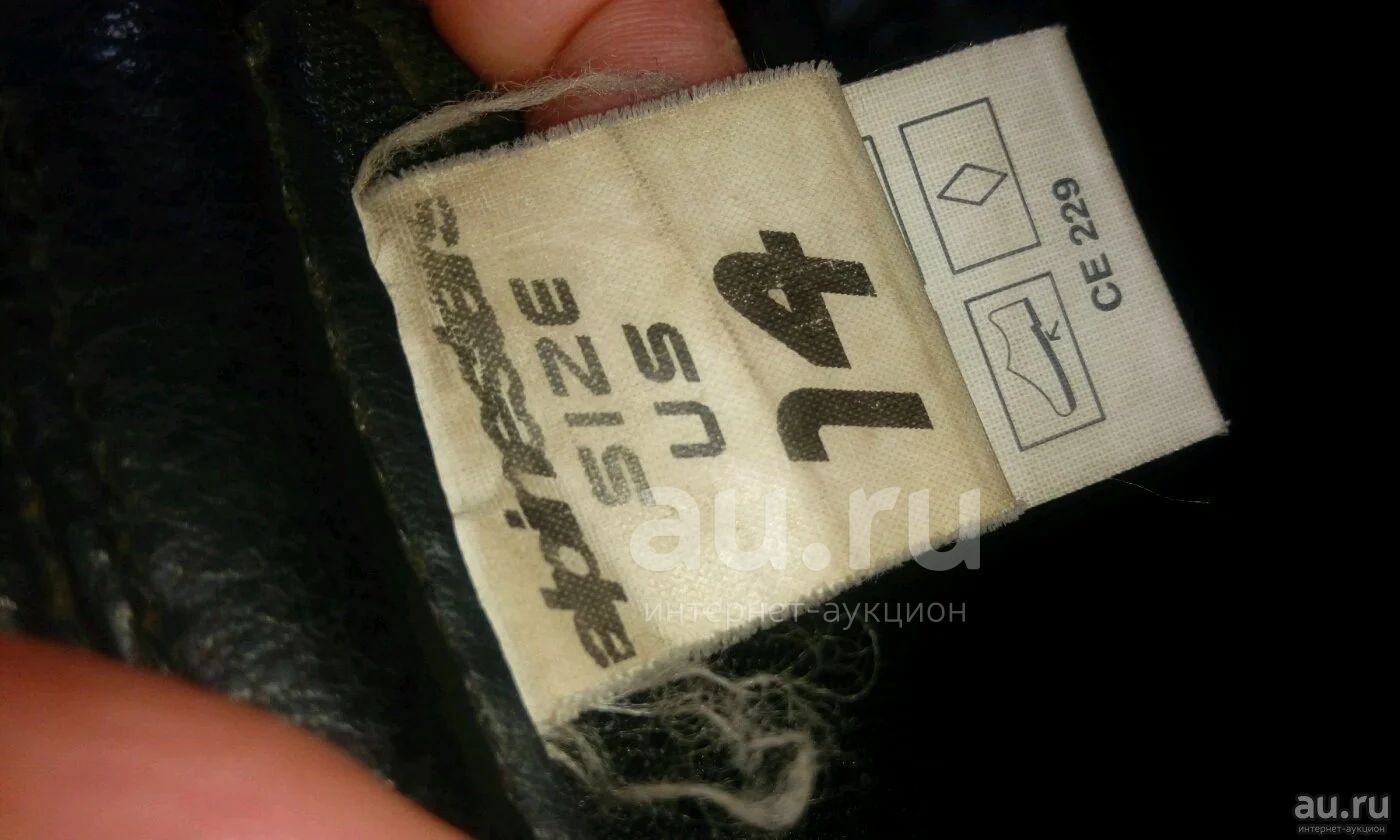 alpinestars
SIZE
US
14
CE 229
au.ru
интернет-аукцион
au.ru
интернет-аукцион